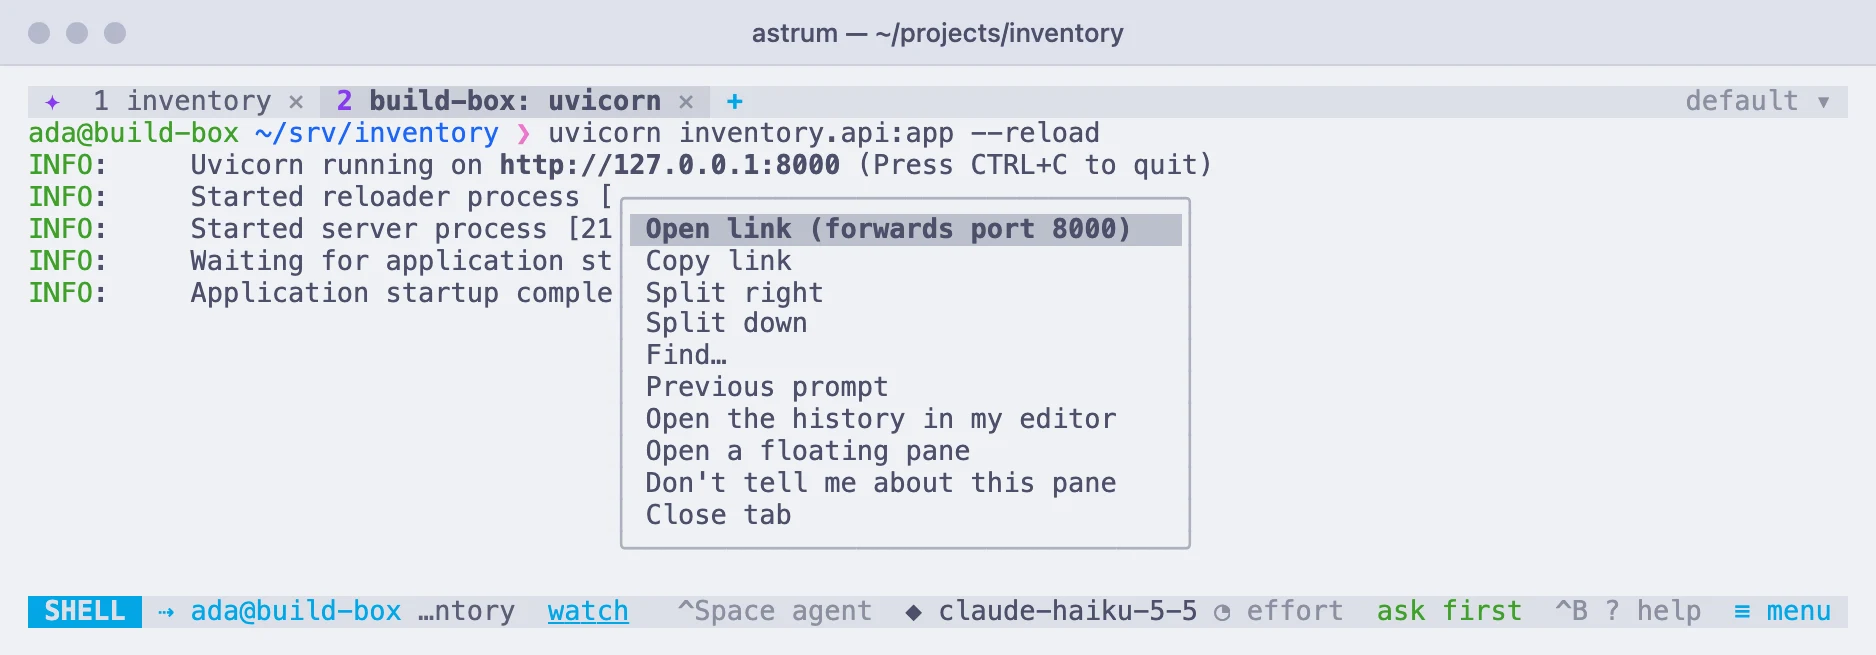 astrum — ~/projects/inventory
✦ 1 inventory × 2 build-box: uvicorn × + default ▾
ada@build-box ~/srv/inventory ❯ uvicorn inventory.api:app --reload
INFO: Uvicorn running on http://127.0.0.1:8000 (Press CTRL+C to quit)
INFO: Started reloader process [
INFO: Started server process [21
INFO: Waiting for application st
INFO: Application startup comple
Open link (forwards port 8000)
Copy link
Split right
Split down
Find…
Previous prompt
Open the history in my editor
Open a floating pane
Don't tell me about this pane
Close tab
SHELL ⇢ ada@build-box …ntory watch ^Space agent ◆ claude-haiku-5-5 ◔ effort ask first ^B ? help ≡ menu